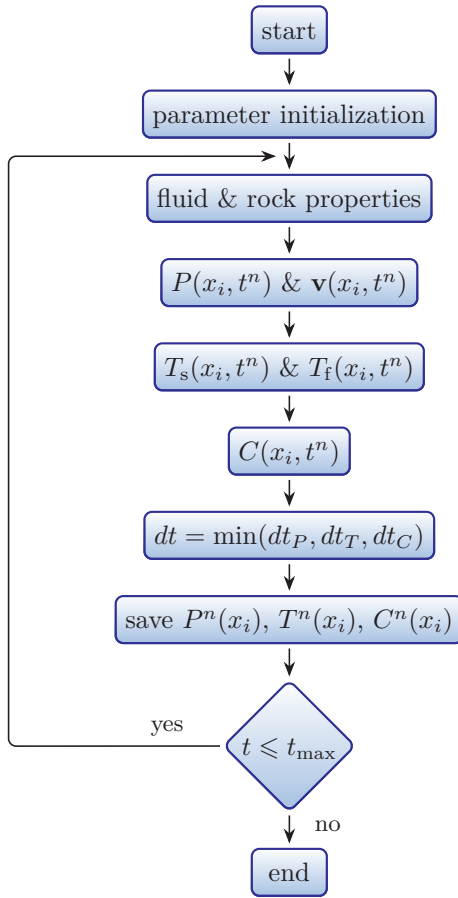 start
parameter initialization
fluid & rock properties
P(x_i, t^n) & v(x_i, t^n)
T_s(x_i, t^n) & T_f(x_i, t^n)
C(x_i, t^n)
dt = min(dt_P, dt_T, dt_C)
save P^n(x_i), T^n(x_i), C^n(x_i)
yes
t ⩽ t_max
no
end